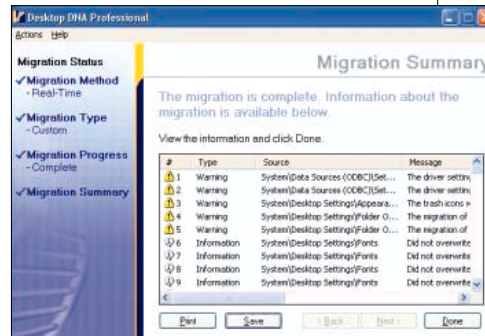 Desktop DNA Professional
Actions Help
Migration Status
Migration Method
- Real-Time
Migration Type
- Custom
Migration Progress
- Complete
Migration Summary
Migration Summary
The migration is complete. Information about the
migration is available below.
View the information and click Done.
# Type Source Message
1 Warning System\Data Sources (ODBC)\Set... The driver setting
2 Warning System\Data Sources (ODBC)\Set... The driver setting
3 Warning System\Desktop Settings\Appeara... The trash icons
4 Warning System\Desktop Settings\Folder O... The migration of
5 Warning System\Desktop Settings\Folder O... The migration of
6 Information System\Desktop Settings\Fonts Did not overwrite
7 Information System\Desktop Settings\Fonts Did not overwrite
8 Information System\Desktop Settings\Fonts Did not overwrite
9 Information System\Desktop Settings\Fonts Did not overwrite
Print Save < Back Next > Done